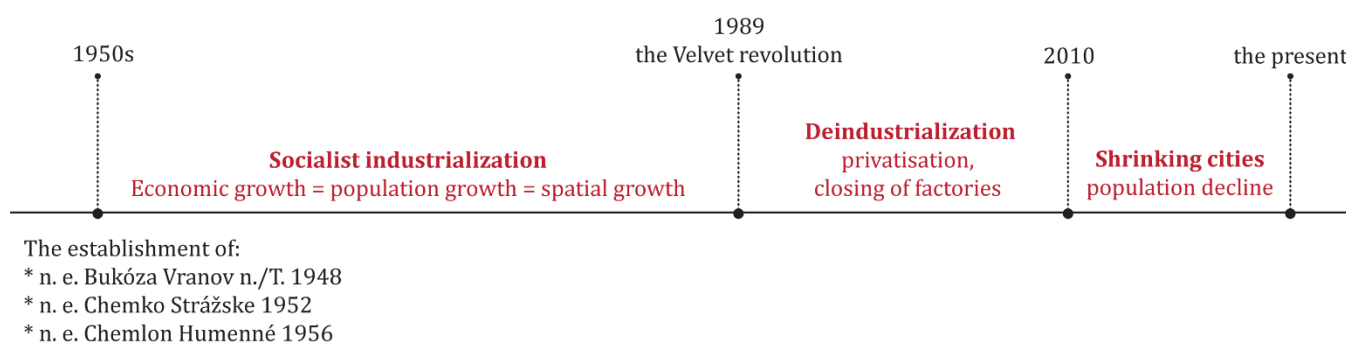 1950s
1989
the Velvet revolution
2010
the present
Socialist industrialization
Economic growth = population growth = spatial growth
Deindustrialization
privatisation,
closing of factories
Shrinking cities
population decline
The establishment of:
* n. e. Bukóza Vranov n./T. 1948
* n. e. Chemko Strážske 1952
* n. e. Chemlon Humenné 1956